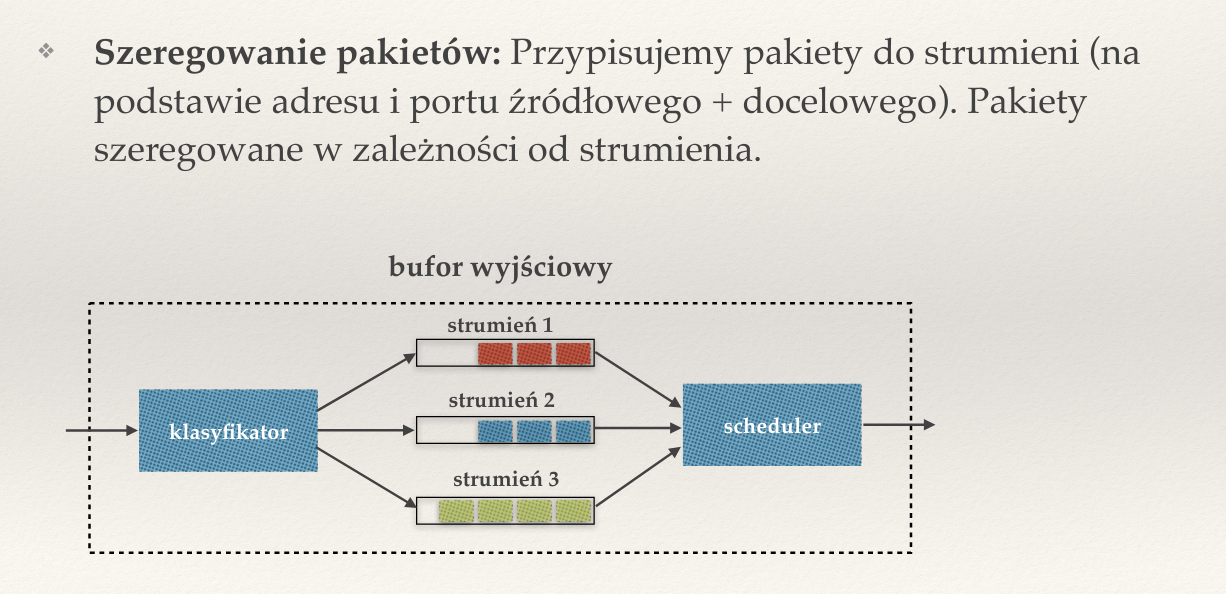 Szeregowanie pakietów: Przypisujemy pakiety do strumieni (na
podstawie adresu i portu źródłowego + docelowego). Pakiety
szeregowane w zależności od strumienia.
bufor wyjściowy
strumień 1
strumień 2
klasyfikator
scheduler
strumień 3